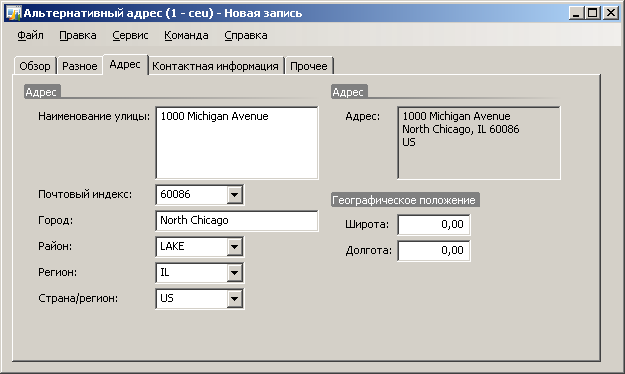 Альтернативный адрес (1 - ceu) - Новая запись
Файл Правка Сервис Команда Справка
Обзор Разное Адрес Контактная информация Прочее
Адрес
Наименование улицы: 1000 Michigan Avenue
Почтовый индекс: 60086
Город: North Chicago
Район: LAKE
Регион: IL
Страна/регион: US
Адрес
Адрес: 1000 Michigan Avenue
North Chicago, IL 60086
US
Географическое положение
Широта: 0,00
Долгота: 0,00